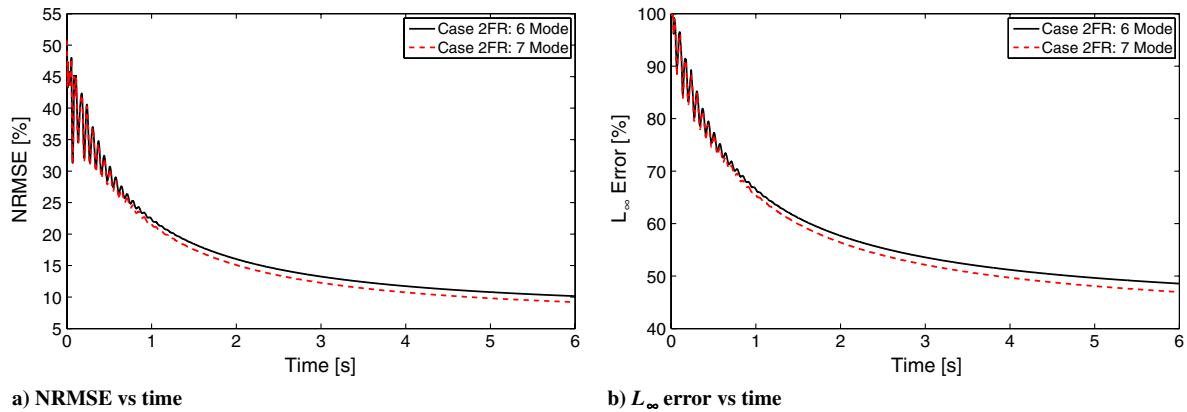 55
50
45
40
35
30
25
20
15
10
5
NRMSE [%]
0 1 2 3 4 5 6
Time [s]
Case 2FR: 6 Mode
Case 2FR: 7 Mode
a) NRMSE vs time
100
90
80
70
60
50
40
L∞ Error [%]
0 1 2 3 4 5 6
Time [s]
Case 2FR: 6 Mode
Case 2FR: 7 Mode
b) L∞ error vs time